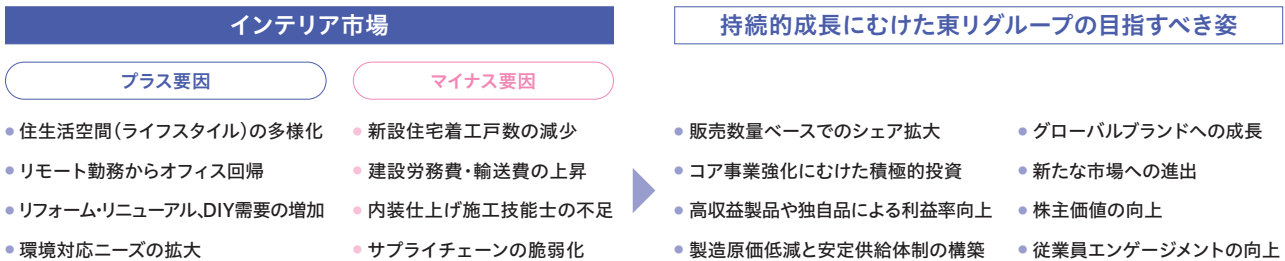 インテリア市場
プラス要因
● 住生活空間(ライフスタイル)の多様化
● リモート勤務からオフィス回帰
● リフォーム・リニューアル、DIY需要の増加
● 環境対応ニーズの拡大
マイナス要因
● 新設住宅着工戸数の減少
● 建設労務費・輸送費の上昇
● 内装仕上げ施工技能士の不足
● サプライチェーンの脆弱化
持続的成長にむけた東リグループの目指すべき姿
● 販売数量ベースでのシェア拡大
● コア事業強化にむけた積極的投資
● 高収益製品や独自品による利益率向上
● 製造原価低減と安定供給体制の構築
● グローバルブランドへの成長
● 新たな市場への進出
● 株主価値の向上
● 従業員エンゲージメントの向上